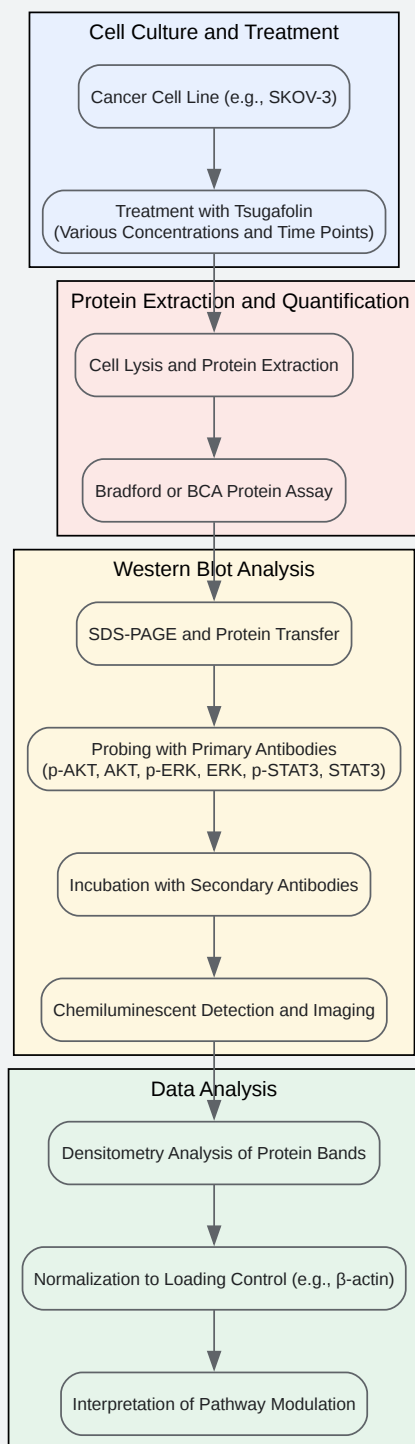 Cell Culture and Treatment
Cancer Cell Line (e.g., SKOV-3)
Treatment with Tsugafolin
(Various Concentrations and Time Points)
Protein Extraction and Quantification
Cell Lysis and Protein Extraction
Bradford or BCA Protein Assay
Western Blot Analysis
SDS-PAGE and Protein Transfer
Probing with Primary Antibodies
(p-AKT, AKT, p-ERK, ERK, p-STAT3, STAT3)
Incubation with Secondary Antibodies
Chemiluminescent Detection and Imaging
Data Analysis
Densitometry Analysis of Protein Bands
Normalization to Loading Control (e.g., β-actin)
Interpretation of Pathway Modulation